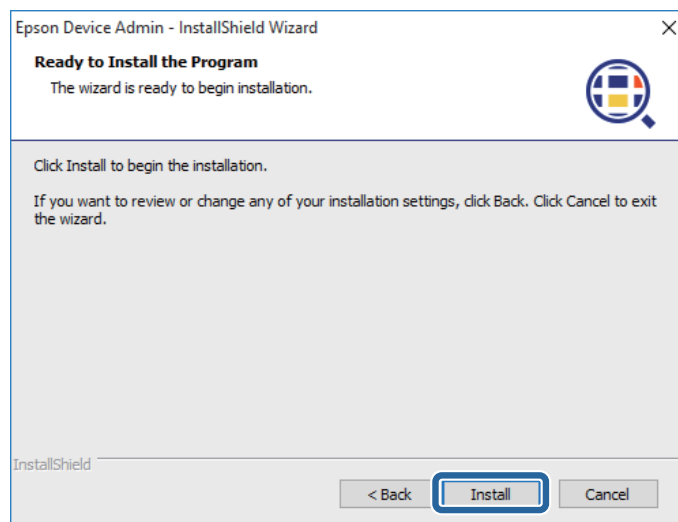 Epson Device Admin - InstallShield Wizard
Ready to Install the Program
The wizard is ready to begin installation.
Click Install to begin the installation.
If you want to review or change any of your installation settings, click Back. Click Cancel to exit
the wizard.
InstallShield
< Back Install Cancel